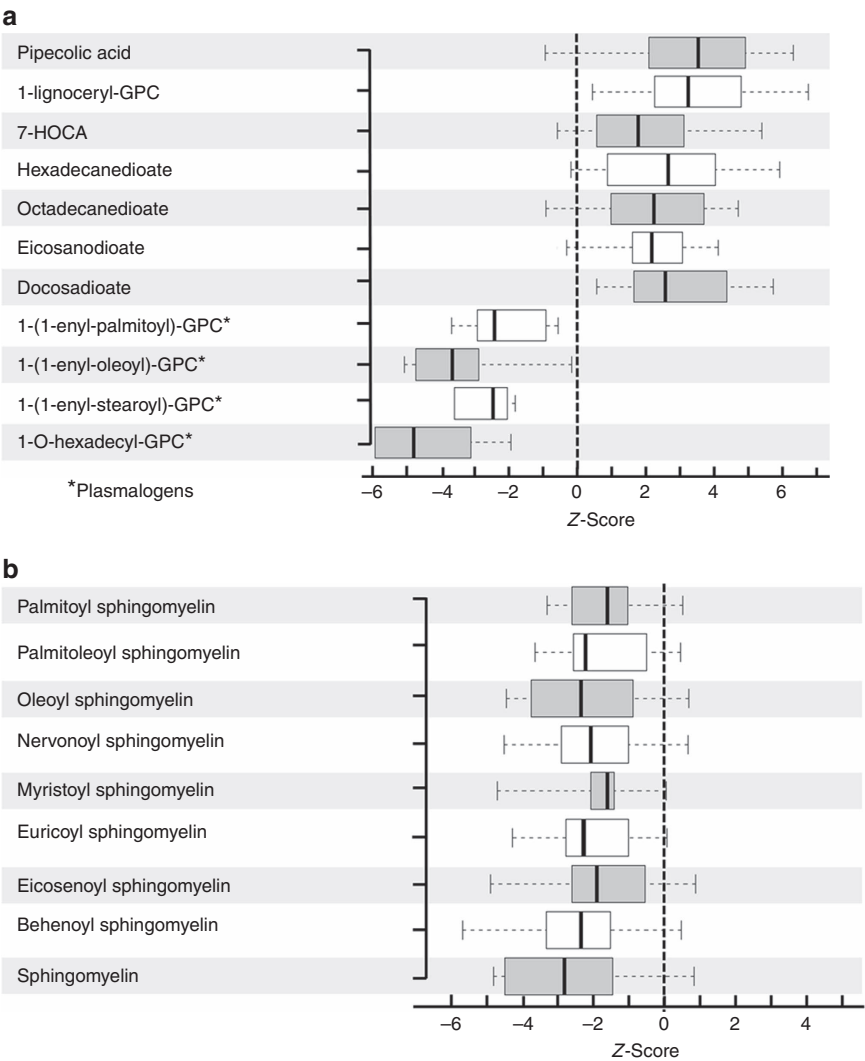 a
Pipecolic acid
1-lignoceryl-GPC
7-HOCA
Hexadecanedioate
Octadecanedioate
Eicosanodioate
Docosadioate
1-(1-enyl-palmitoyl)-GPC*
1-(1-enyl-oleoyl)-GPC*
1-(1-enyl-stearoyl)-GPC*
1-O-hexadecyl-GPC*
*Plasmalogens
–6 –4 –2 0 2 4 6
Z-Score
b
Palmitoyl sphingomyelin
Palmitoleoyl sphingomyelin
Oleoyl sphingomyelin
Nervonoyl sphingomyelin
Myristoyl sphingomyelin
Euricoyl sphingomyelin
Eicosenoyl sphingomyelin
Behenoyl sphingomyelin
Sphingomyelin
–6 –4 –2 0 2 4
Z-Score